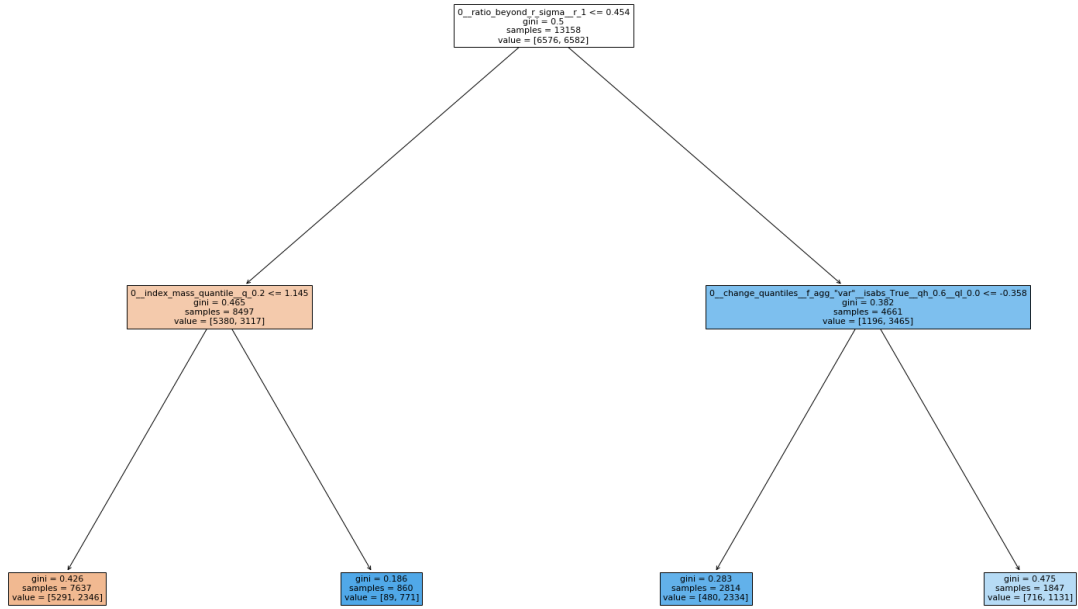 0__ratio_beyond_r_sigma__r_1 <= 0.454
gini = 0.5
samples = 13158
value = [6576, 6582]
0__index_mass_quantile__q_0.2 <= 1.145
gini = 0.465
samples = 8497
value = [5380, 3117]
0__change_quantiles__f_agg_"var"__isabs_True__qh_0.6__ql_0.0 <= -0.358
gini = 0.382
samples = 4661
value = [1196, 3465]
gini = 0.426
samples = 7637
value = [5291, 2346]
gini = 0.186
samples = 860
value = [89, 771]
gini = 0.283
samples = 2814
value = [480, 2334]
gini = 0.475
samples = 1847
value = [716, 1131]